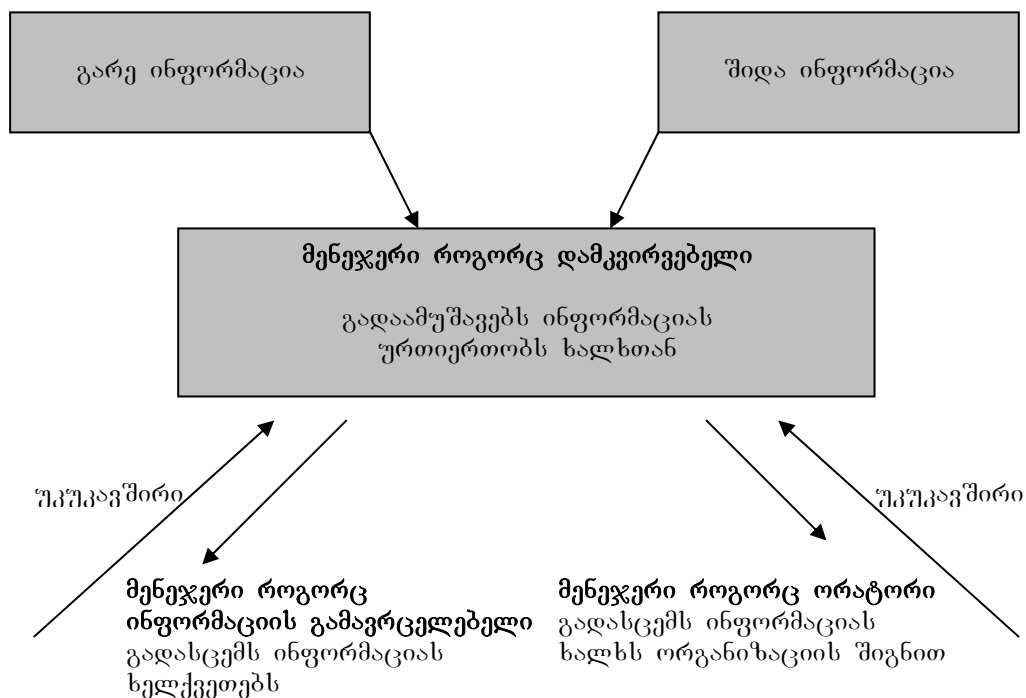 გარე ინფორმაცია
შიდა ინფორმაცია
მენეჯერი როგორც დამკვირვებელი
გადაამუშავებს ინფორმაციას
ურთიერთობს ხალხთან
უკუკავშირი
უკუკავშირი
მენეჯერი როგორც
ინფორმაციის გამავრცელებელი
გადასცემს ინფორმაციას
ხელქვეთებს
მენეჯერი როგორც ორატორი
გადასცემს ინფორმაციას
ხალხს ორგანიზაციის შიგნით